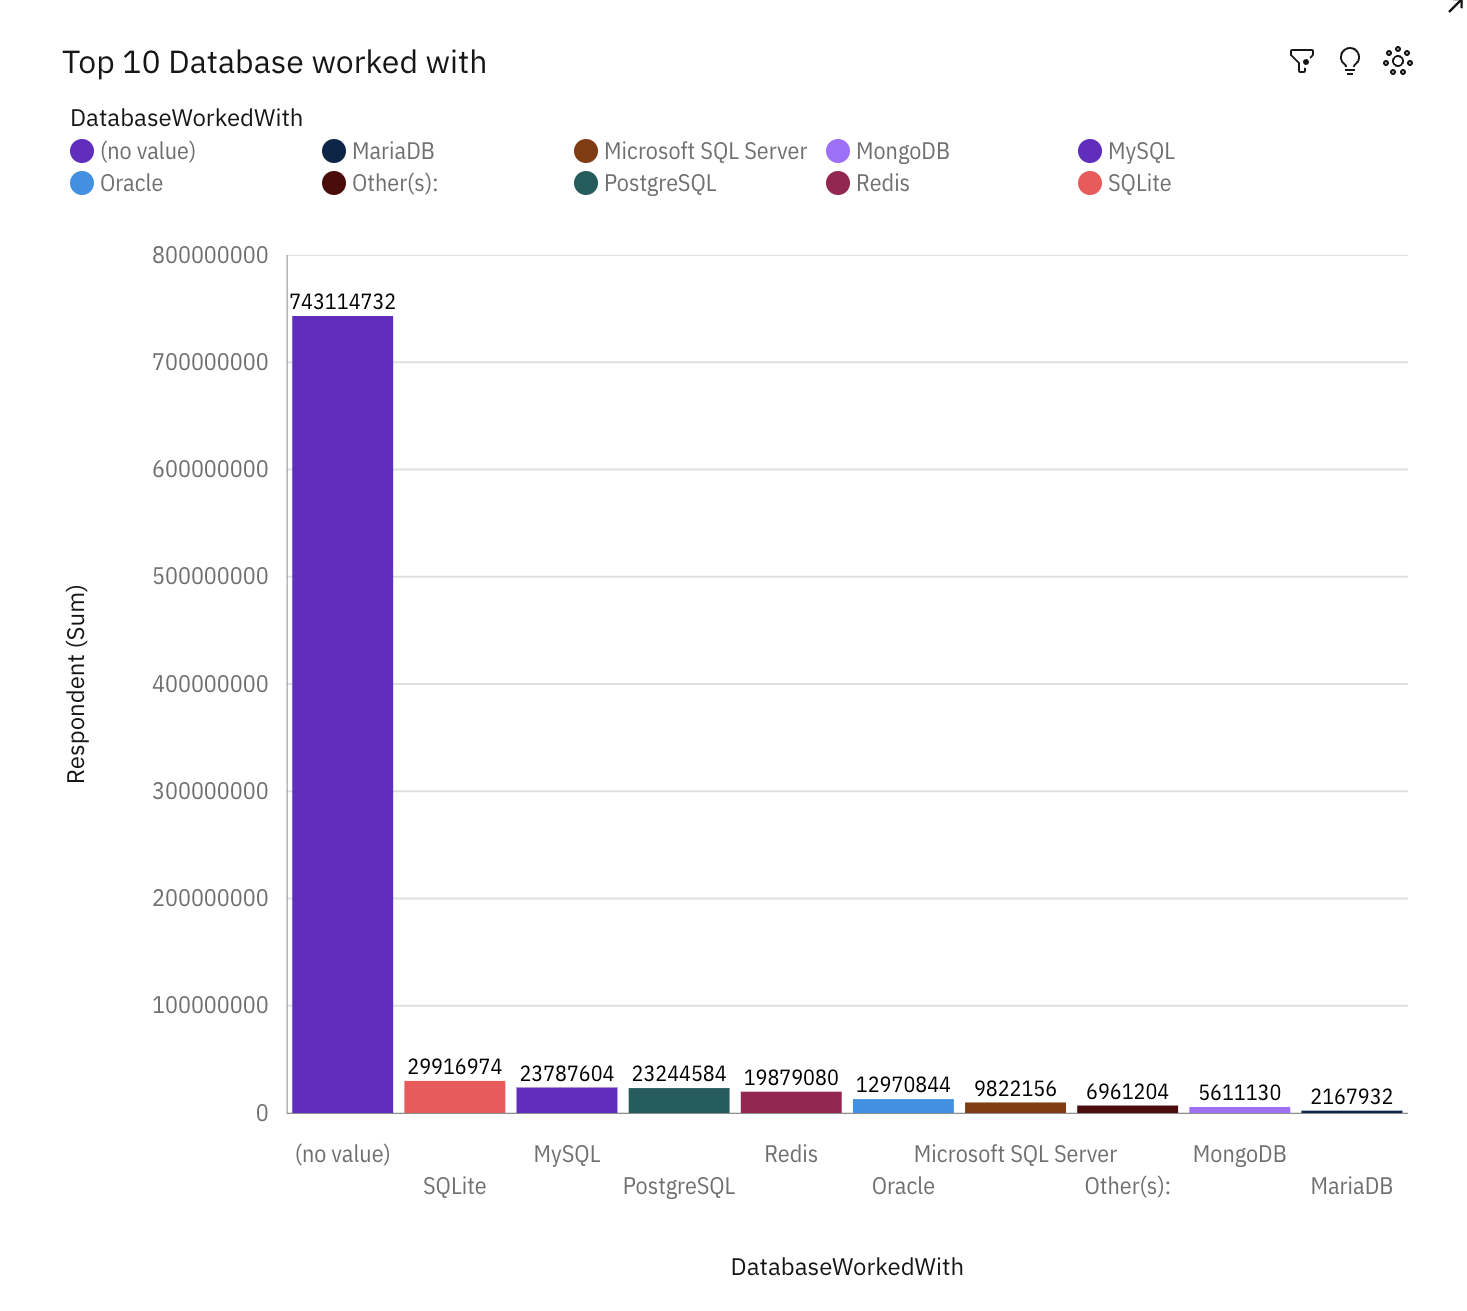 Top 10 Database worked with
DatabaseWorkedWith
(no value) MariaDB Microsoft SQL Server MongoDB MySQL
Oracle Other(s): PostgreSQL Redis SQLite
800000000
743114732
700000000
600000000
500000000
400000000
300000000
200000000
100000000
29916974 23787604 23244584 19879080 12970844 9822156 6961204 5611130 2167932
0
Respondent (Sum)
(no value) MySQL Redis Microsoft SQL Server MongoDB
SQLite PostgreSQL Oracle Other(s): MariaDB
DatabaseWorkedWith